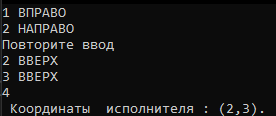 1 ВПРАВО
2 НАПРАВО
Повторите ввод
2 ВВЕРХ
3 ВВЕРХ
4
Координаты исполнителя : (2,3).